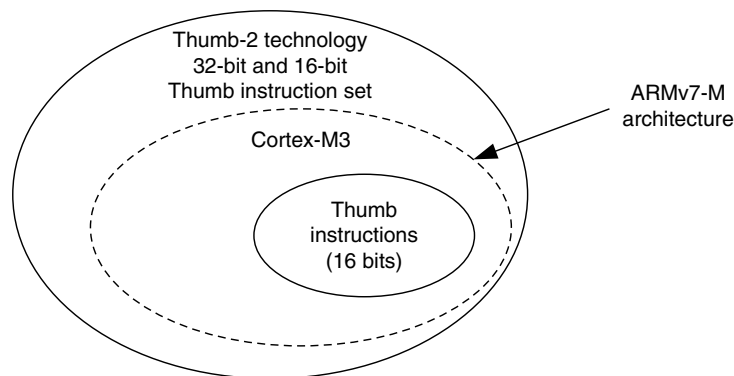 Thumb-2 technology
32-bit and 16-bit
Thumb instruction set
ARMv7-M
architecture
Cortex-M3
Thumb
instructions
(16 bits)